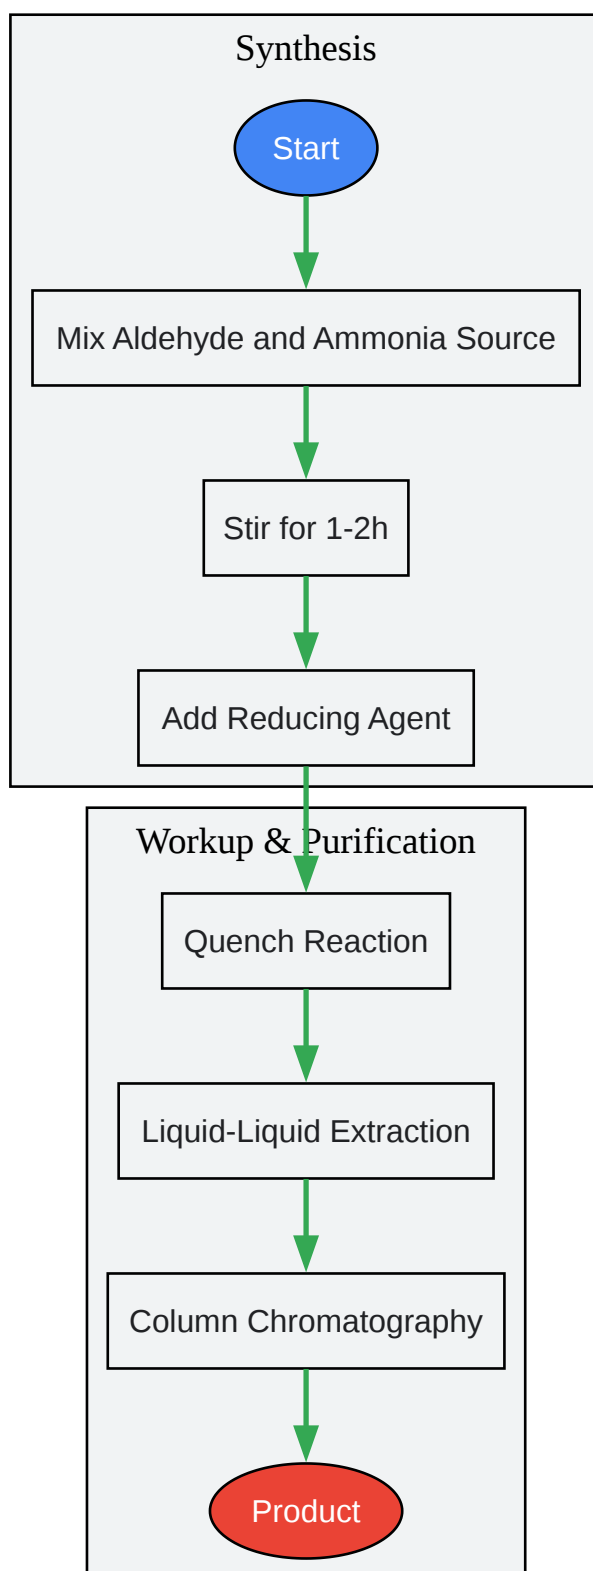 Synthesis
Start
Mix Aldehyde and Ammonia Source
Stir for 1-2h
Add Reducing Agent
Workup & Purification
Quench Reaction
Liquid-Liquid Extraction
Column Chromatography
Product